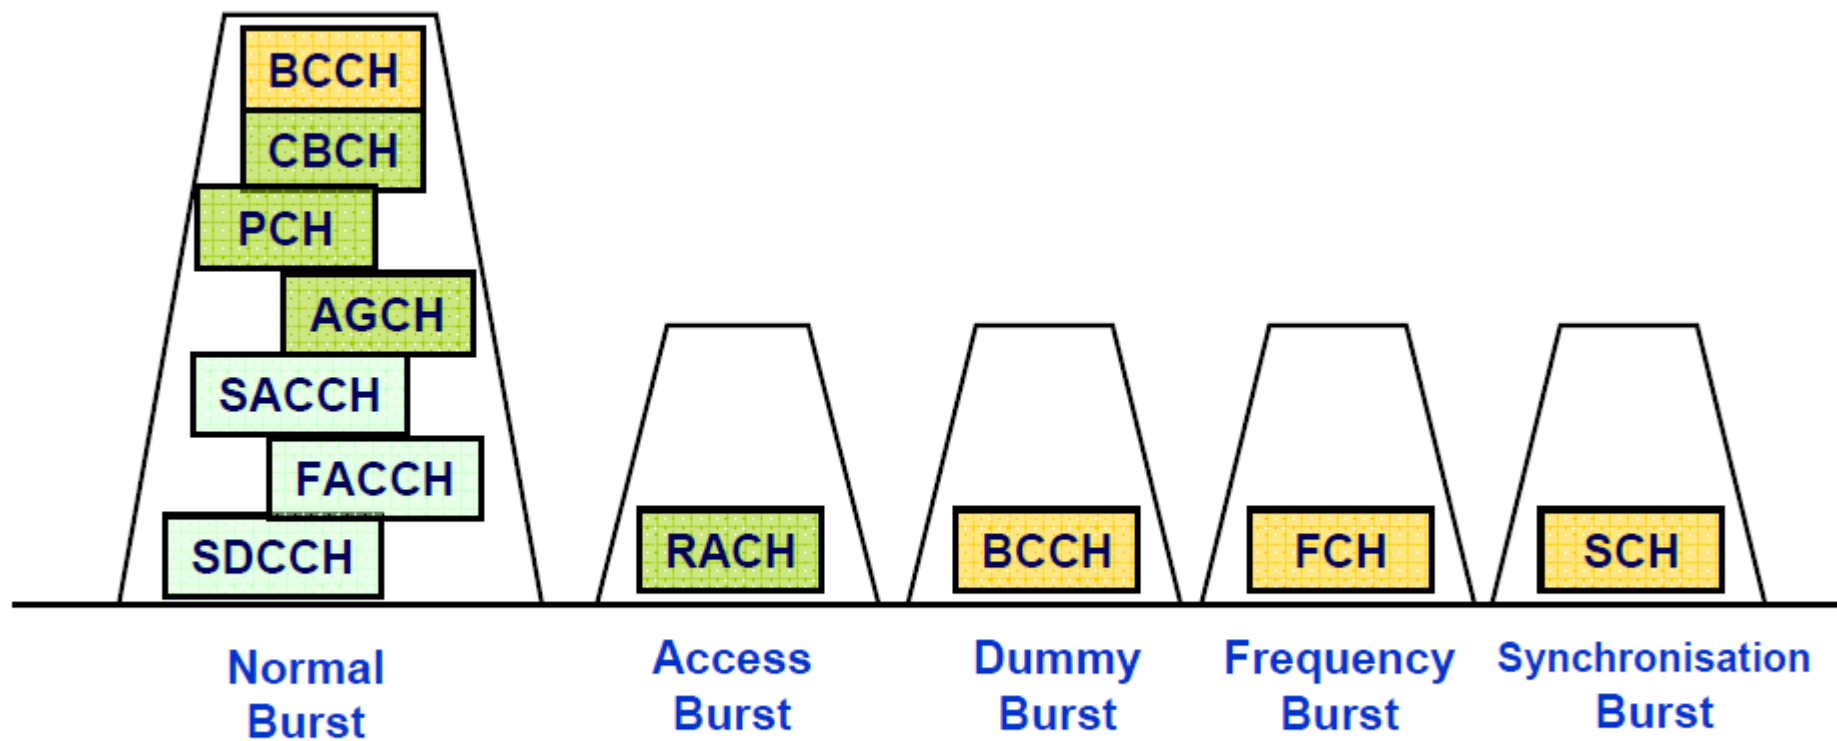 BCCH
CBCH
PCH
AGCH
SACCH
FACCH
SDCCH
RACH
BCCH
FCH
SCH
Normal
Burst
Access
Burst
Dummy
Burst
Frequency
Burst
Synchronisation
Burst